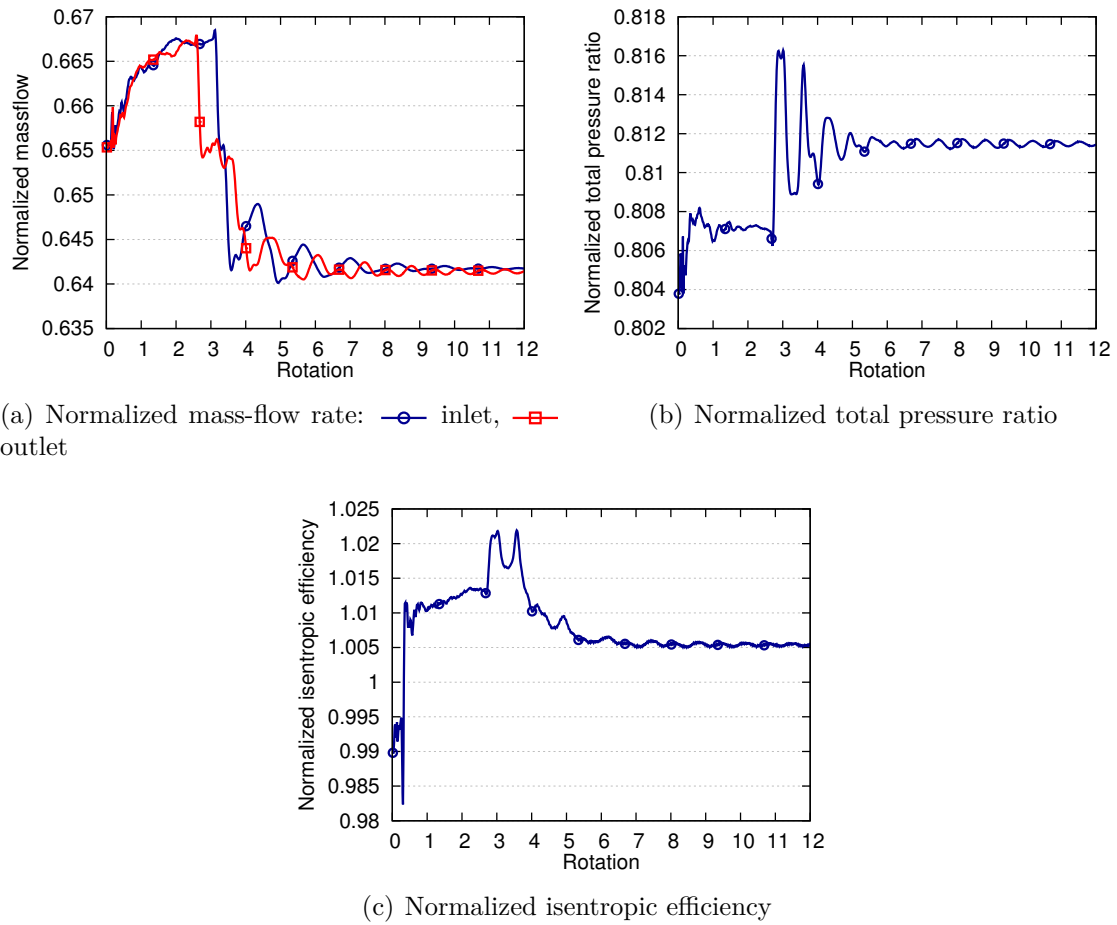 0.67
0.665
0.66
0.655
0.65
0.645
0.64
0.635
Normalized massflow
0 1 2 3 4 5 6 7 8 9 10 11 12
Rotation
(a) Normalized mass-flow rate: inlet,
outlet
0.818
0.816
0.814
0.812
0.81
0.808
0.806
0.804
0.802
Normalized total pressure ratio
0 1 2 3 4 5 6 7 8 9 10 11 12
Rotation
(b) Normalized total pressure ratio
1.025
1.02
1.015
1.01
1.005
1
0.995
0.99
0.985
0.98
Normalized isentropic efficiency
0 1 2 3 4 5 6 7 8 9 10 11 12
Rotation
(c) Normalized isentropic efficiency